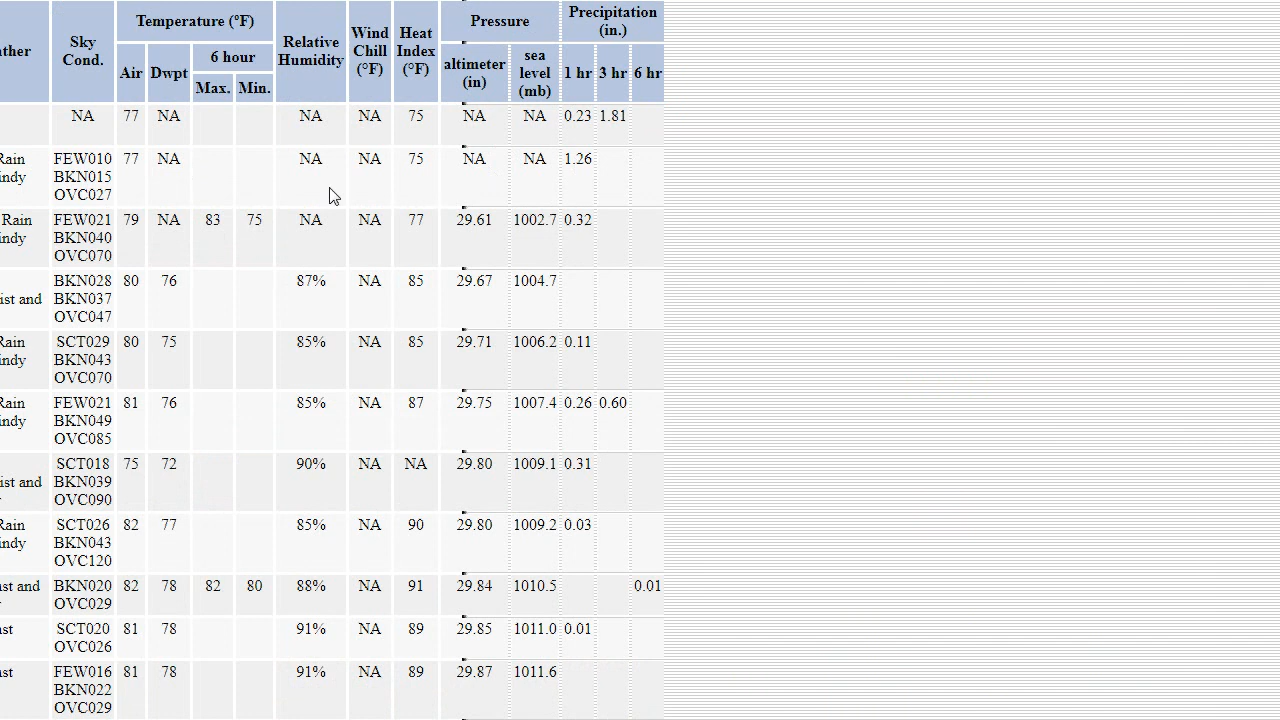 ather Sky Cond. Temperature (°F) Relative Humidity Wind Chill (°F) Heat Index (°F) Pressure Precipitation (in.)
Air Dwpt 6 hour altimeter (in) sea level (mb) 1 hr 3 hr 6 hr
Max. Min.
NA 77 NA NA NA 75 NA NA 0.23 1.81
Rain FEW010 77 NA NA NA 75 NA NA 1.26
indy BKN015
OVC027
Rain FEW021 79 NA 83 75 NA NA 77 29.61 1002.7 0.32
indy BKN040
OVC070
BKN028 80 76 87% NA 85 29.67 1004.7
ist and BKN037
OVC047
Rain SCT029 80 75 85% NA 85 29.71 1006.2 0.11
indy BKN043
OVC070
Rain FEW021 81 76 85% NA 87 29.75 1007.4 0.26 0.60
indy BKN049
OVC085
SCT018 75 72 90% NA NA 29.80 1009.1 0.31
ist and BKN039
OVC090
Rain SCT026 82 77 85% NA 90 29.80 1009.2 0.03
indy BKN043
OVC120
ast and BKN020 82 78 82 80 88% NA 91 29.84 1010.5 0.01
OVC029
ast SCT020 81 78 91% NA 89 29.85 1011.0 0.01
OVC026
ast FEW016 81 78 91% NA 89 29.87 1011.6
BKN022
OVC029